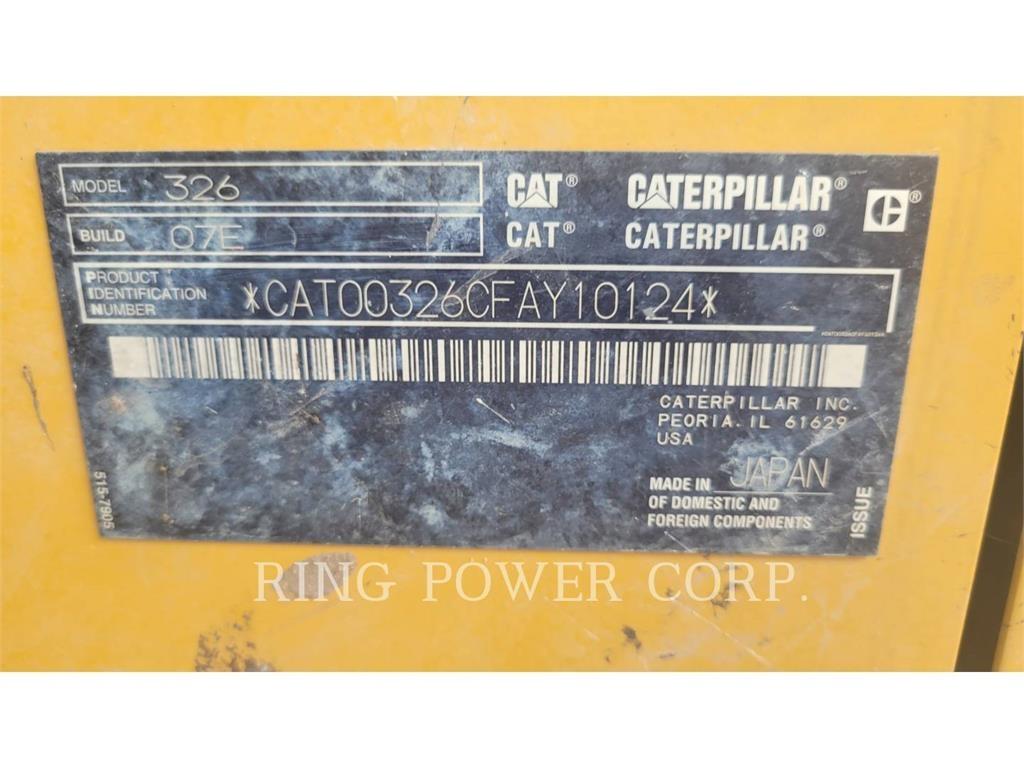 MODEL 326
BUILD 07E
CAT® CATERPILLAR® ®
CAT® CATERPILLAR®
PRODUCT
IDENTIFICATION
NUMBER
*CAT00326CFAY10124*
CATERPILLAR INC.
PEORIA. IL 61629
USA
MADE IN JAPAN
OF DOMESTIC AND
FOREIGN COMPONENTS
515-7905
ISSUE
RING POWER CORP.